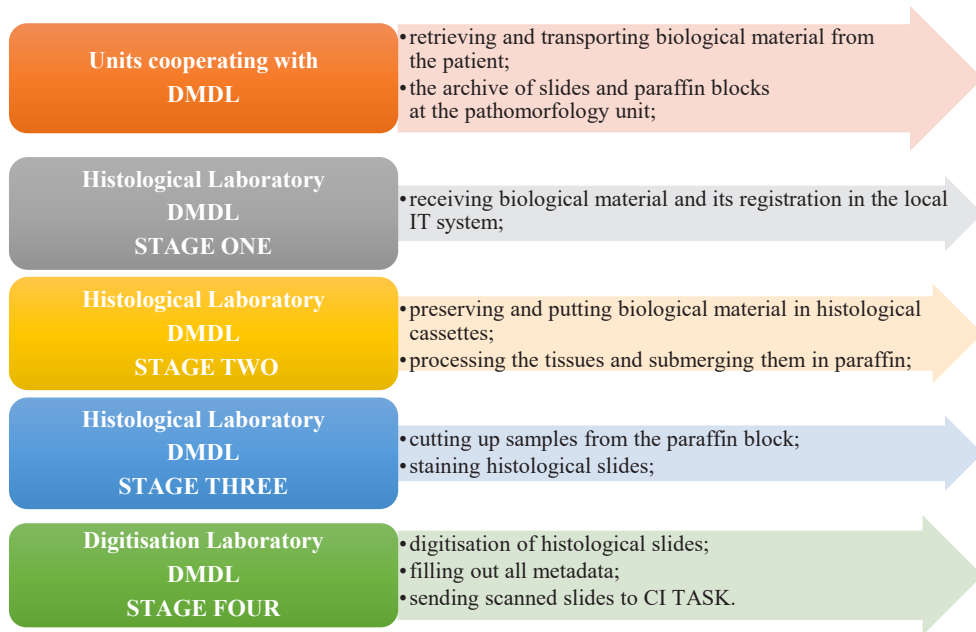 Units cooperating with
DMDL
•retrieving and transporting biological material from
the patient;
•the archive of slides and paraffin blocks
at the pathomorfology unit;
Histological Laboratory
DMDL
STAGE ONE
•receiving biological material and its registration in the local
IT system;
Histological Laboratory
DMDL
STAGE TWO
•preserving and putting biological material in histological
cassettes;
•processing the tissues and submerging them in paraffin;
Histological Laboratory
DMDL
STAGE THREE
•cutting up samples from the paraffin block;
•staining histological slides;
Digitisation Laboratory
DMDL
STAGE FOUR
•digitisation of histological slides;
•filling out all metadata;
•sending scanned slides to CI TASK.